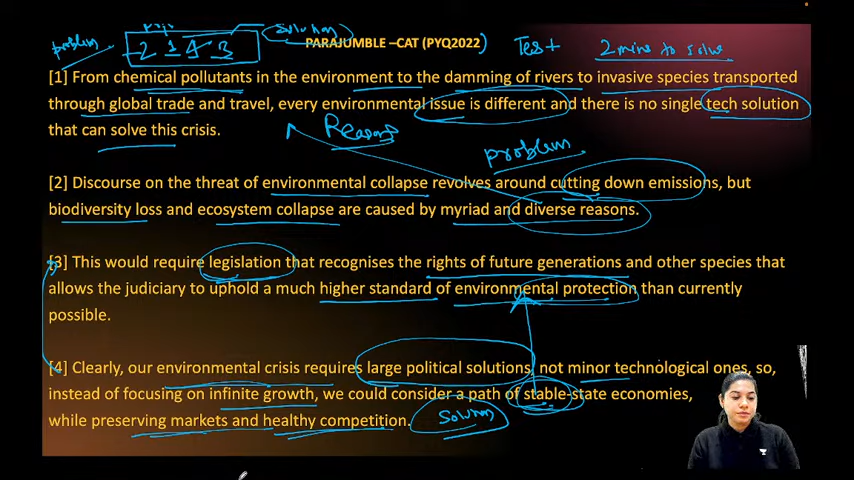 problem
2 1 4 3
solution
PARAJUMBLE –CAT (PYQ2022)
Test
2 mins to solve
[1] From chemical pollutants in the environment to the damming of rivers to invasive species transported
through global trade and travel, every environmental issue is different and there is no single tech solution
that can solve this crisis.
Reasons
problem
[2] Discourse on the threat of environmental collapse revolves around cutting down emissions, but
biodiversity loss and ecosystem collapse are caused by myriad and diverse reasons.
[3] This would require legislation that recognises the rights of future generations and other species that
allows the judiciary to uphold a much higher standard of environmental protection than currently
possible.
[4] Clearly, our environmental crisis requires large political solutions, not minor technological ones, so,
instead of focusing on infinite growth, we could consider a path of stable-state economies,
while preserving markets and healthy competition.
Solution